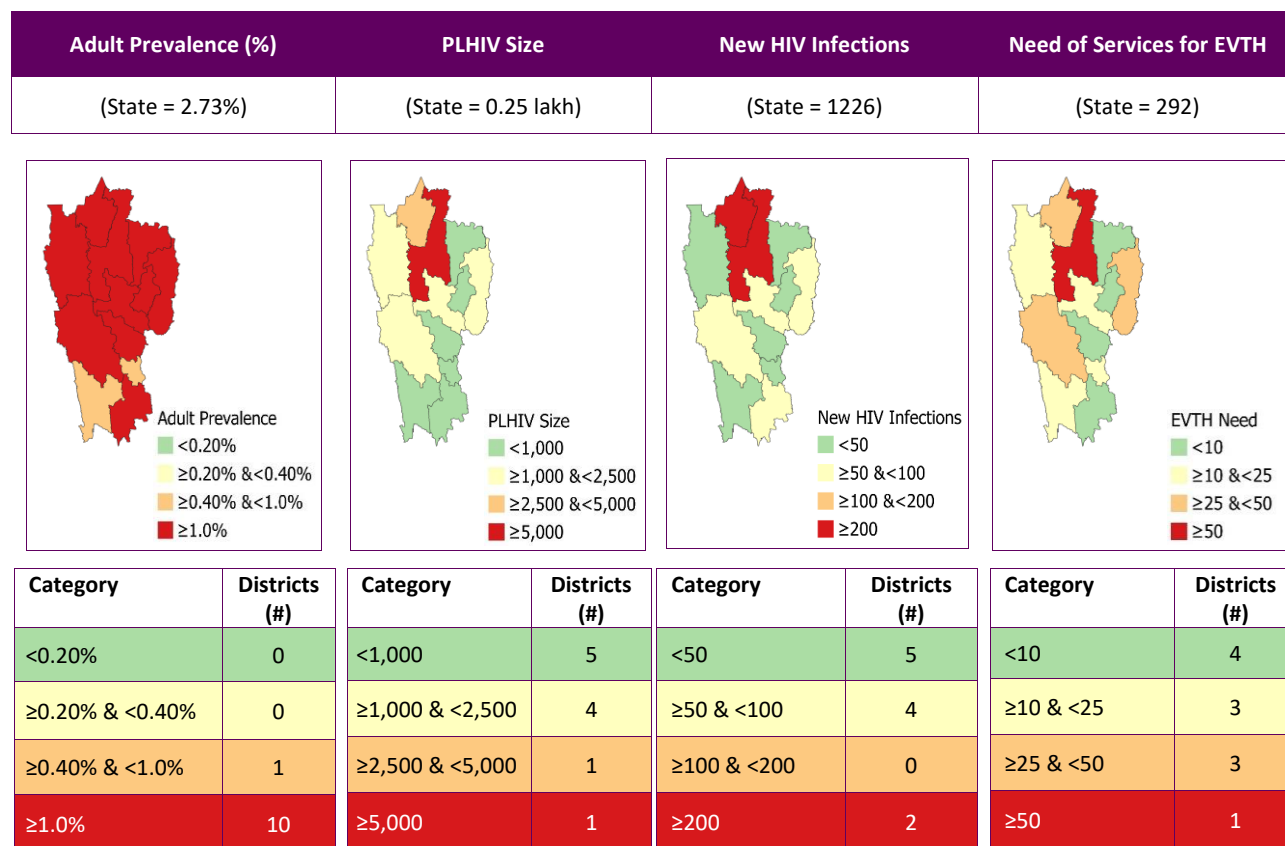 Adult Prevalence (%) PLHIV Size New HIV Infections Need of Services for EVTH
(State = 2.73%) (State = 0.25 lakh) (State = 1226) (State = 292)
Adult Prevalence
<0.20%
≥0.20% &<0.40%
≥0.40% &<1.0%
≥1.0%
PLHIV Size
<1,000
≥1,000 &<2,500
≥2,500 &<5,000
≥5,000
New HIV Infections
<50
≥50 &<100
≥100 &<200
≥200
EVTH Need
<10
≥10 &<25
≥25 &<50
≥50
Category Districts
(#)
<0.20% 0
≥0.20% & <0.40% 0
≥0.40% & <1.0% 1
≥1.0% 10
Category Districts
(#)
<1,000 5
≥1,000 & <2,500 4
≥2,500 & <5,000 1
≥5,000 1
Category Districts
(#)
<50 5
≥50 & <100 4
≥100 & <200 0
≥200 2
Category Districts
(#)
<10 4
≥10 & <25 3
≥25 & <50 3
≥50 1